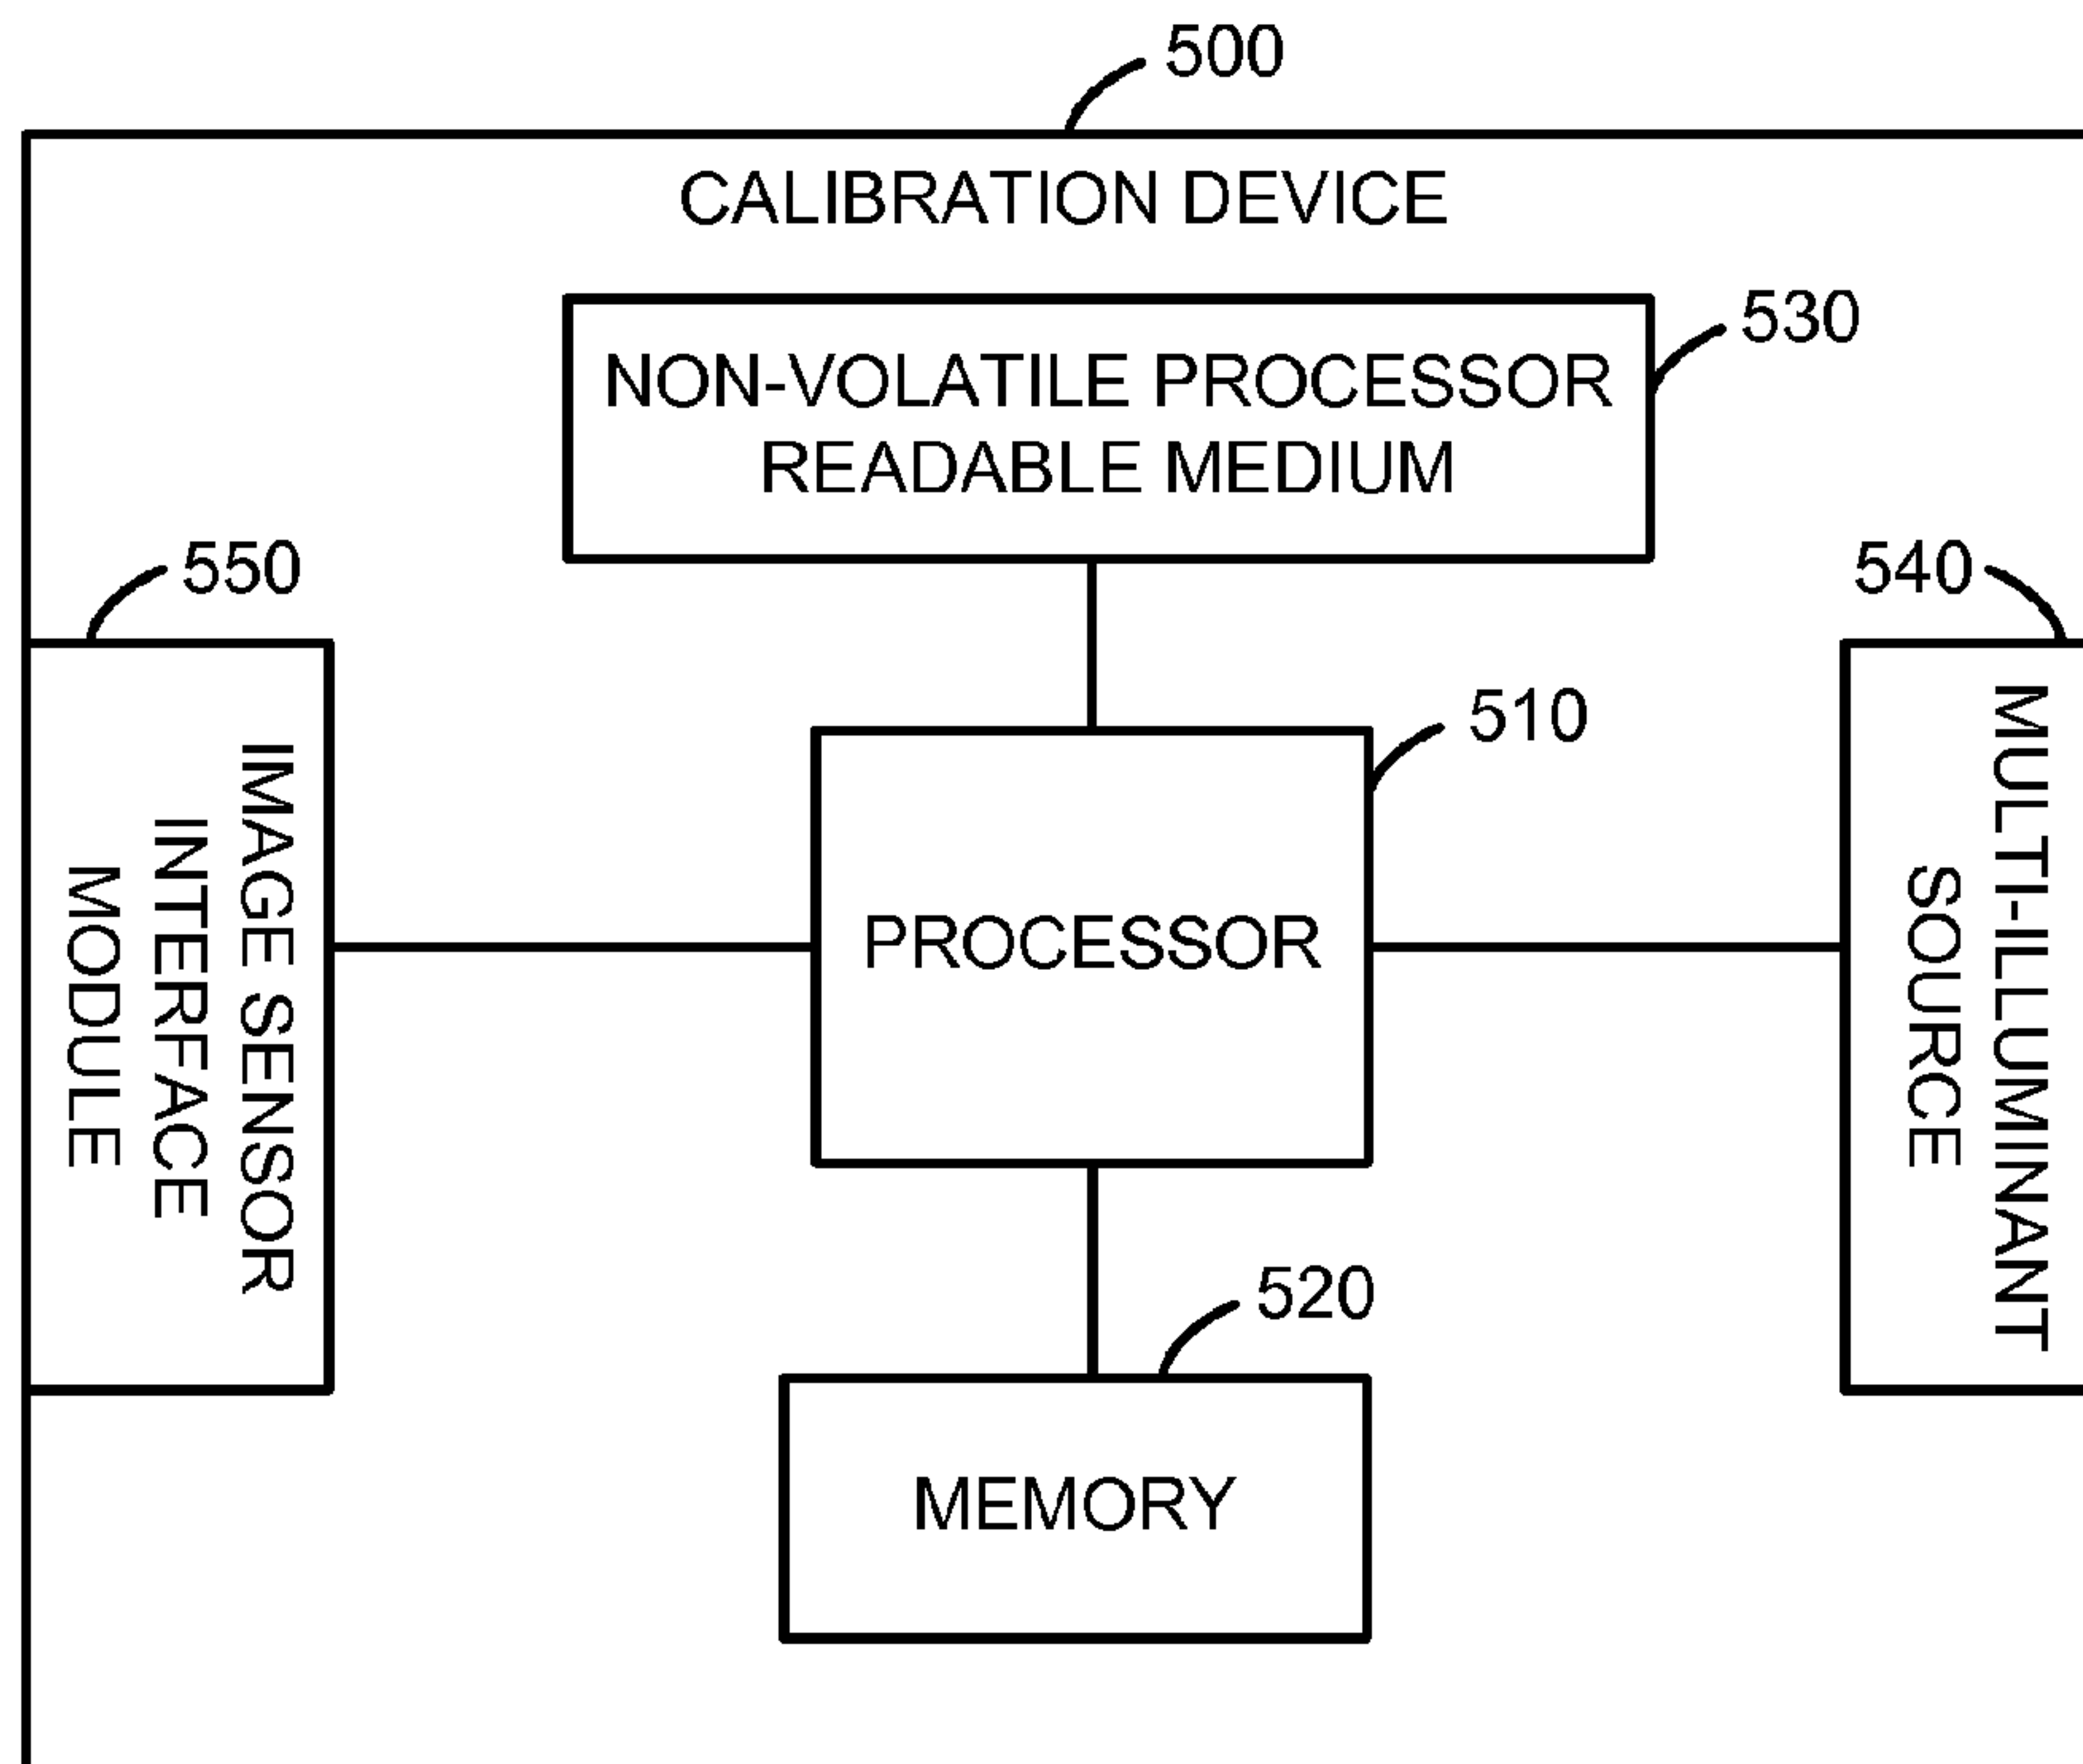 500
CALIBRATION DEVICE
530
NON-VOLATILE PROCESSOR
READABLE MEDIUM
550
540
510
IMAGE SENSOR
INTERFACE
MODULE
PROCESSOR
MULTI-ILLUMINANT
SOURCE
520
MEMORY